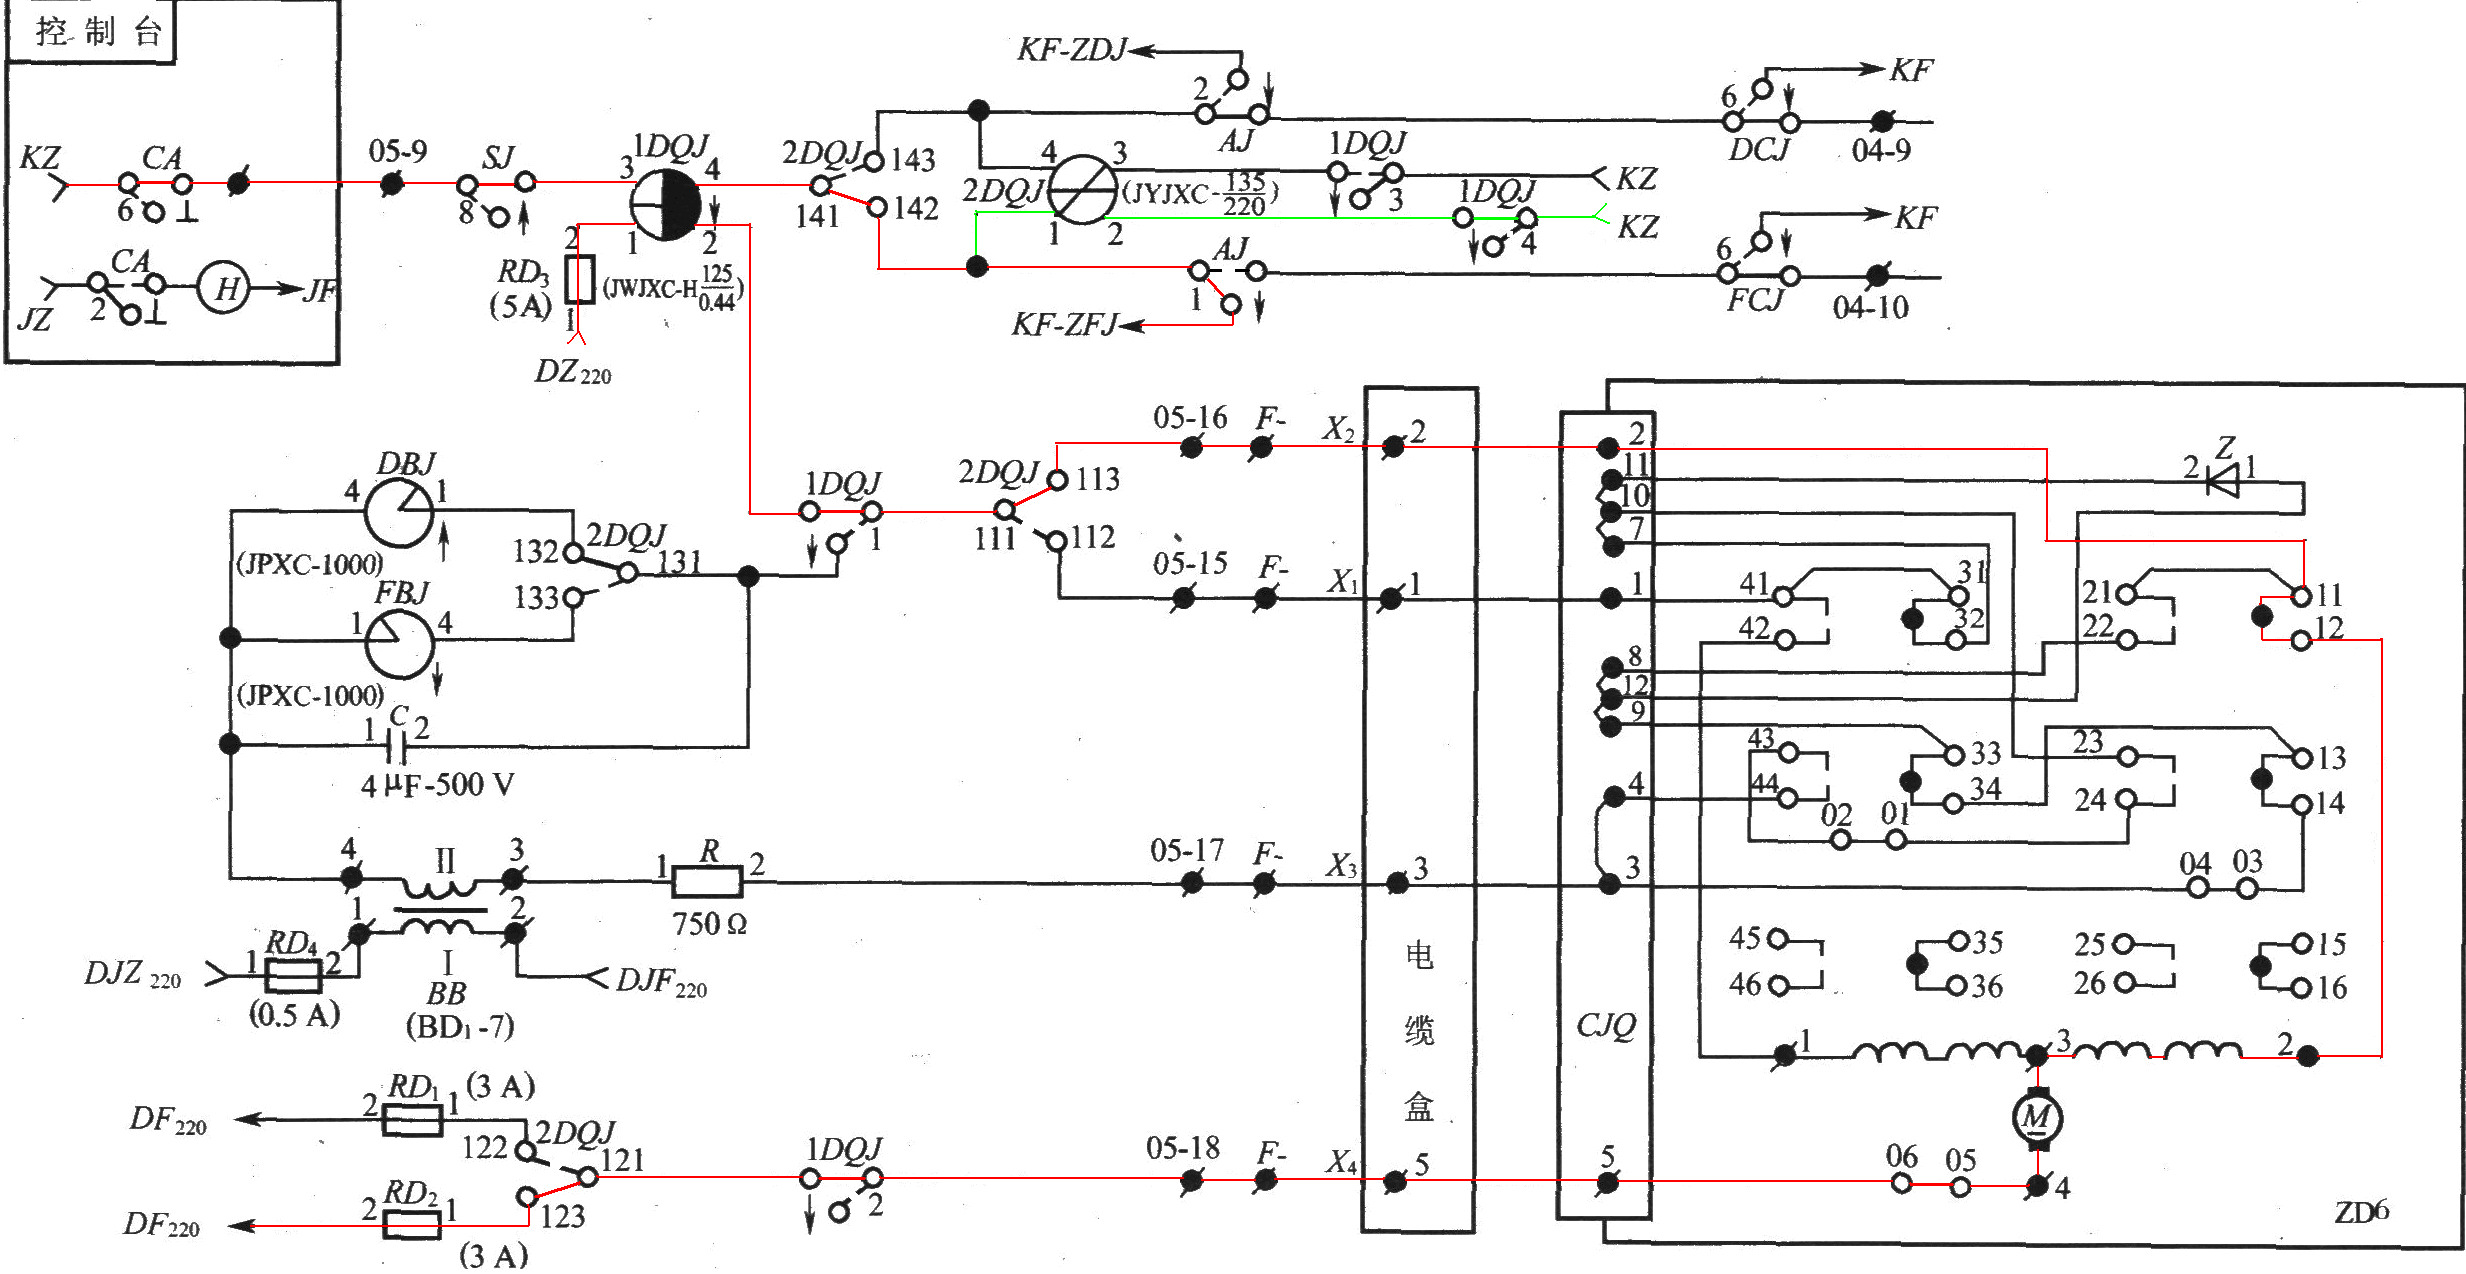 控制台
KF-ZDJ
KF
2
6
AJ
DCJ
04-9
KZ
CA
6
05-9
SJ
8
3
1DQJ
4
1
2
2DQJ
143
141
142
4
3
2DQJ
1
2
(JYJXC-135/220)
1DQJ
3
KZ
1DQJ
4
KZ
KF
6
AJ
1
FCJ
04-10
KF-ZFJ
CA
2
JZ
H
JF
2
RD3
(5A)
1
(JWJXC-H125/0.44)
DZ220
05-16
F-
X2
2
2
11
10
7
2
Z
1
4
DBJ
1
(JPXC-1000)
132
2DQJ
131
133
FBJ
1
4
(JPXC-1000)
1DQJ
1
2DQJ
113
111
112
05-15
F-
X1
1
1
41
31
42
32
21
11
22
12
8
12
9
1
C
2
4 μF-500 V
43
33
44
34
02
01
23
13
24
14
4
04
03
4
II
3
1
R
2
750 Ω
05-17
F-
X3
3
3
1
2
RD4
1
2
(0.5 A)
DJZ 220
I
BB
(BD1-7)
DJF220
45
35
25
15
46
36
26
16
电缆盒
CJQ
1
3
2
M
4
DF220
2
RD1
1
(3 A)
122
2DQJ
121
123
DF220
2
RD2
1
(3 A)
1DQJ
2
05-18
F-
X4
5
5
06
05
ZD6